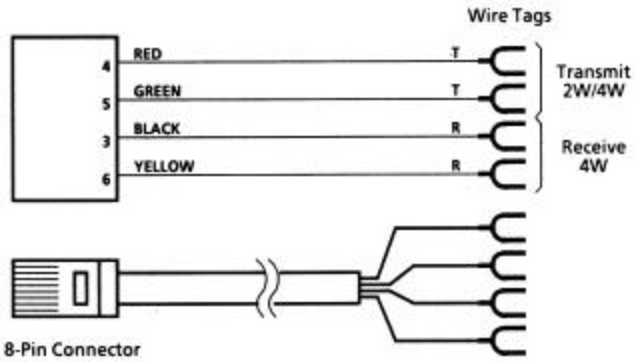 Wire Tags
4 RED T
5 GREEN T
Transmit
2W/4W
3 BLACK R
6 YELLOW R
Receive
4W
8-Pin Connector